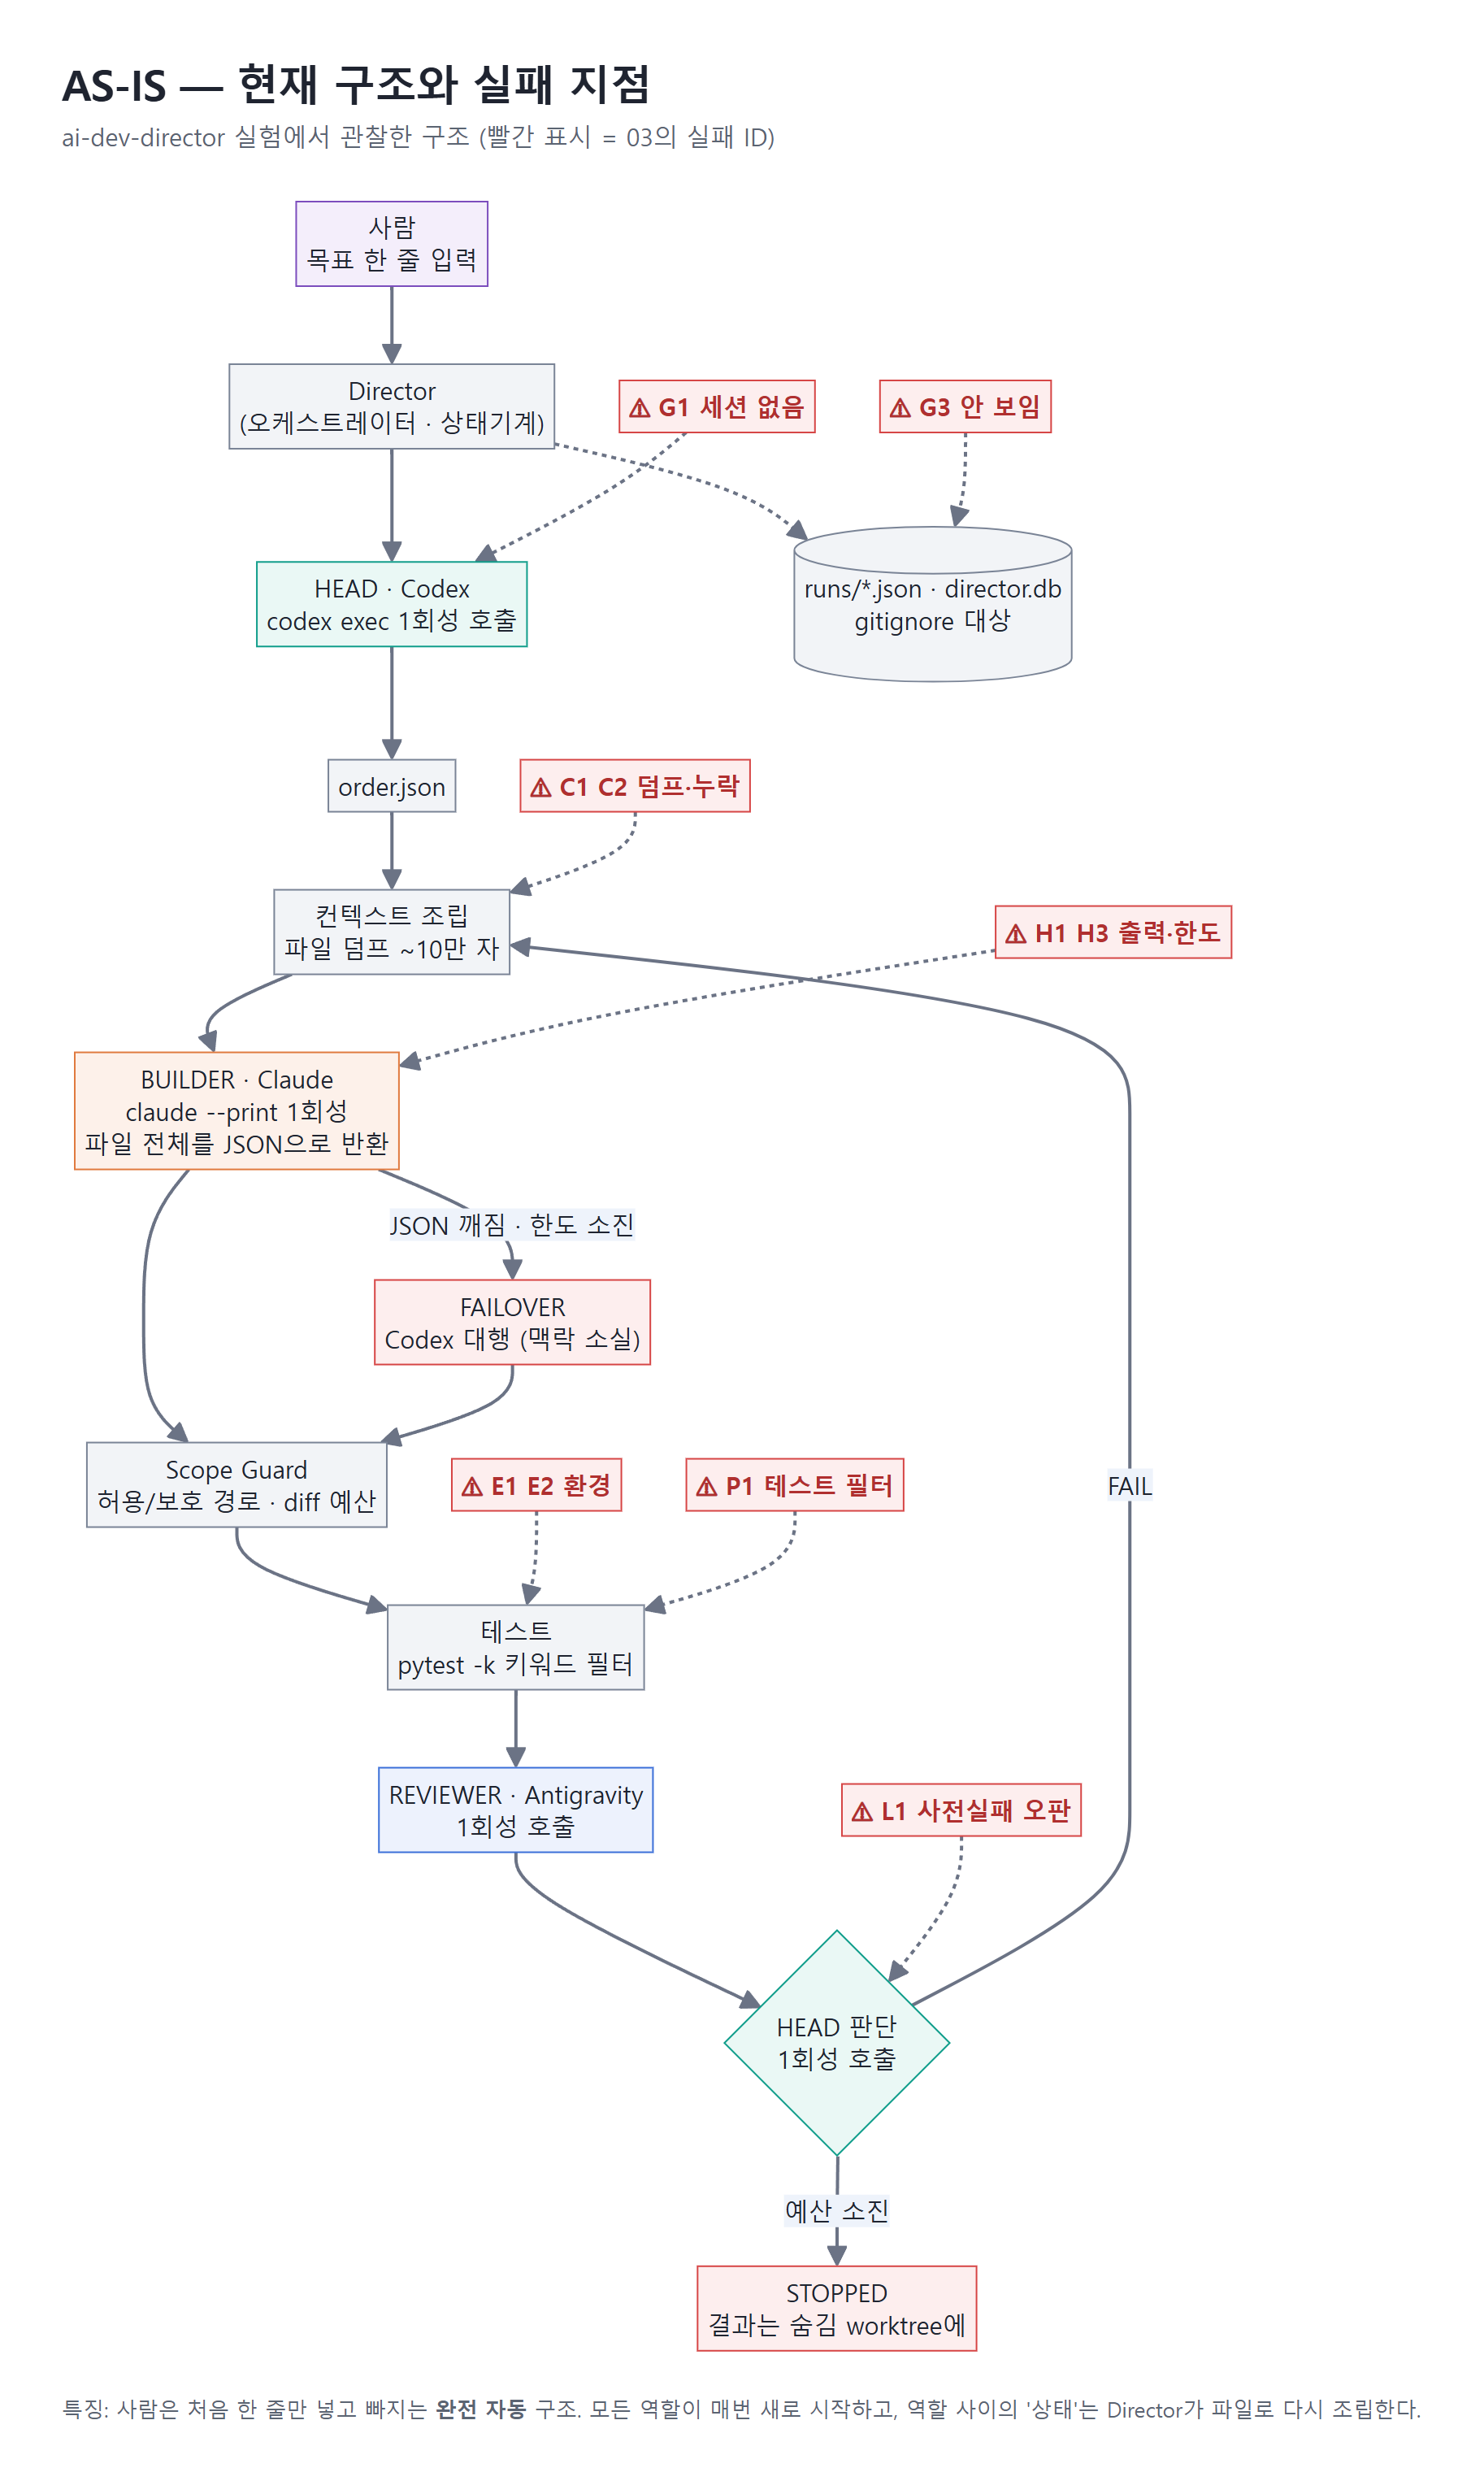 AS-IS — 현재 구조와 실패 지점
ai-dev-director 실험에서 관찰한 구조 (빨간 표시 = 03의 실패 ID)
사람
목표 한 줄 입력
Director
(오케스트레이터 · 상태기계)
⚠ G1 세션 없음
⚠ G3 안 보임
HEAD · Codex
codex exec 1회성 호출
runs/*.json · director.db
gitignore 대상
order.json
⚠ C1 C2 덤프·누락
컨텍스트 조립
파일 덤프 ~10만 자
⚠ H1 H3 출력·한도
BUILDER · Claude
claude --print 1회성
파일 전체를 JSON으로 반환
JSON 깨짐 · 한도 소진
FAILOVER
Codex 대행 (맥락 소실)
Scope Guard
허용/보호 경로 · diff 예산
⚠ E1 E2 환경
⚠ P1 테스트 필터
FAIL
테스트
pytest -k 키워드 필터
REVIEWER · Antigravity
1회성 호출
⚠ L1 사전실패 오판
HEAD 판단
1회성 호출
예산 소진
STOPPED
결과는 숨김 worktree에
특징: 사람은 처음 한 줄만 넣고 빠지는 완전 자동 구조. 모든 역할이 매번 새로 시작하고, 역할 사이의 '상태'는 Director가 파일로 다시 조립한다.